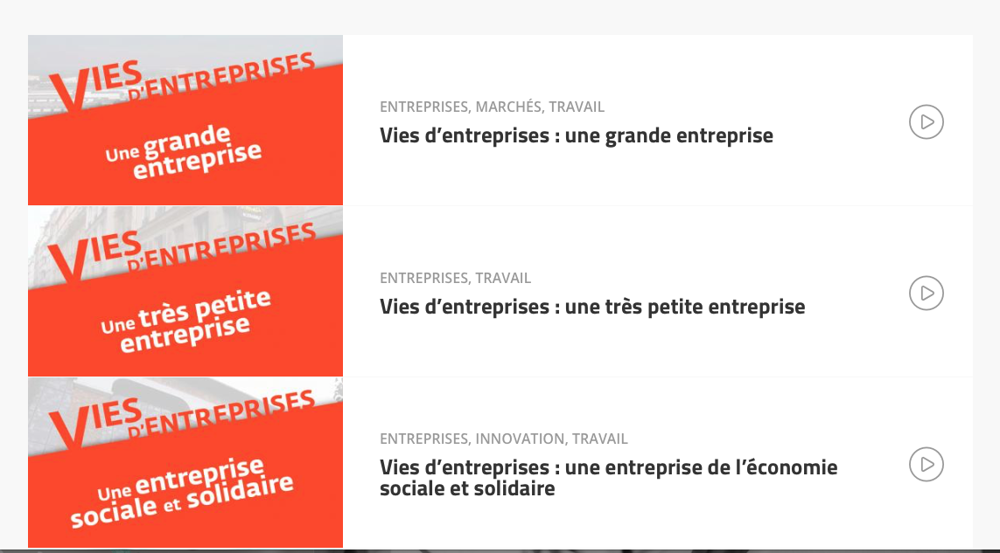 VIES
D'ENTREPRISES
Une grande
entreprise
ENTREPRISES, MARCHÉS, TRAVAIL
Vies d’entreprises : une grande entreprise
VIES
D'ENTREPRISES
Une très petite
entreprise
ENTREPRISES, TRAVAIL
Vies d’entreprises : une très petite entreprise
VIES
D'ENTREPRISES
Une entreprise
sociale et solidaire
ENTREPRISES, INNOVATION, TRAVAIL
Vies d’entreprises : une entreprise de l’économie
sociale et solidaire